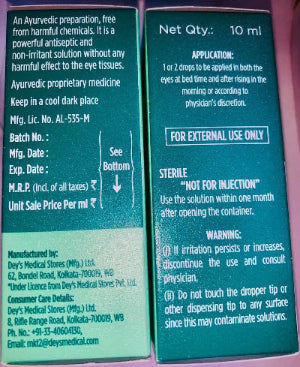 An Ayurvedic preparation, free
from harmful chemicals. It is a
powerful antiseptic and
non-irritant solution without any
harmful effect to the eye tissues.
Ayurvedic proprietary medicine
Keep in a cool dark place
Mfg. Lic. No. AL-535-M
Batch No. :
Mfg. Date :
Exp. Date :
M.R.P. (Incl. of all taxes) ₹
Unit Sale Price Per ml ₹
See
Bottom
Manufactured by:
Dey's Medical Stores (Mfg.) Ltd.
62, Bondel Road, Kolkata-700019, WB
*Under Licence from Dey's Medical Stores Pvt. Ltd.
Consumer Care Details:
Dey's Medical Stores (Mfg.) Ltd.
8, Rifle Range Road, Kolkata-700019, WB
Ph. No.: +91-33-40604130,
Email: mkt2@deysmedical.com
Net Qty.: 10 ml
APPLICATION:
1 or 2 drops to be applied in both the
eyes at bed time and after rising in the
morning or according to
physician's discretion.
FOR EXTERNAL USE ONLY
STERILE
"NOT FOR INJECTION"
Use the solution within one month
after opening the container.
WARNING:
(i) If irritation persists or increases,
discontinue the use and consult
physician.
(ii) Do not touch the dropper tip or
other dispensing tip to any surface
since this may contaminate solutions.